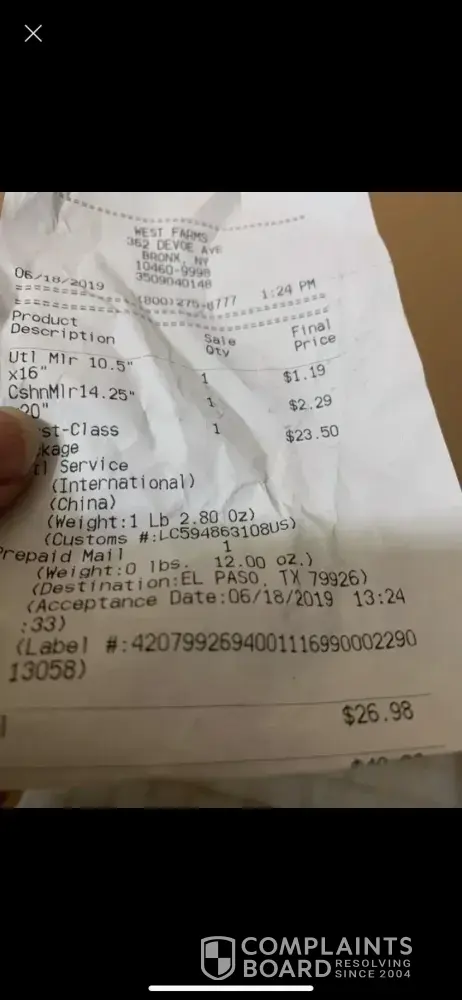 WEST FARMS
362 DEVOE AVE
BRONX, NY
10460-9998
3509040148
06/18/2019 (800)275-8777 1:24 PM
Product Description Sale Qty Final Price
Utl Mlr 10.5" x16" 1 $1.19
CshnMlr14.25" 20" 1 $2.29
st-Class 1 $23.50
kage
l Service
(International)
(China)
(Weight:1 Lb 2.80 Oz)
(Customs #:LC594863108US)
Prepaid Mail 1
(Weight:0 lbs. 12.00 oz.)
(Destination:EL PASO, TX 79926)
(Acceptance Date:06/18/2019 13:24
:33)
(Label #:4207992694001116990002290
13058)
$26.98
COMPLAINTS
BOARD RESOLVING
SINCE 2004